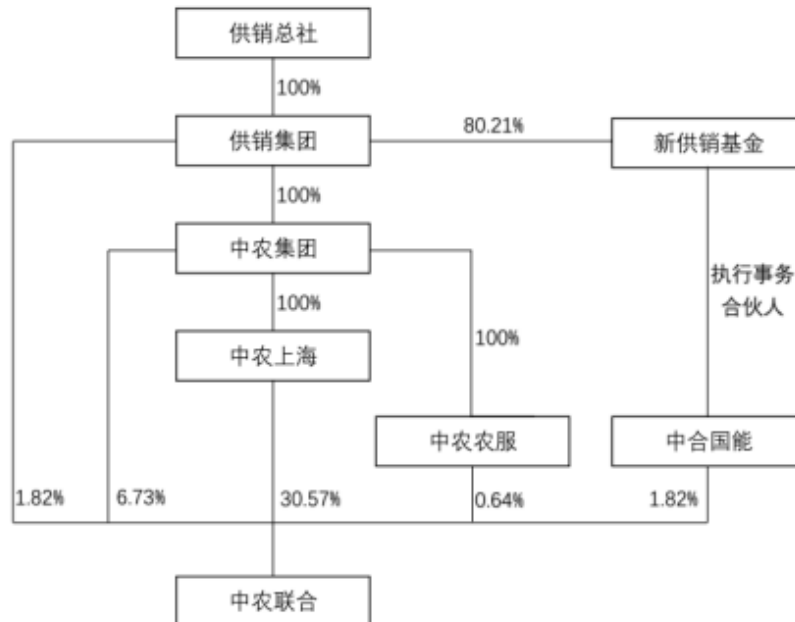 供销总社
100%
80.21%
供销集团
新供销基金
100%
中农集团
执行事务
合伙人
100%
100%
中农上海
中农农服
中合国能
1.82%
6.73%
30.57%
0.64%
1.82%
中农联合